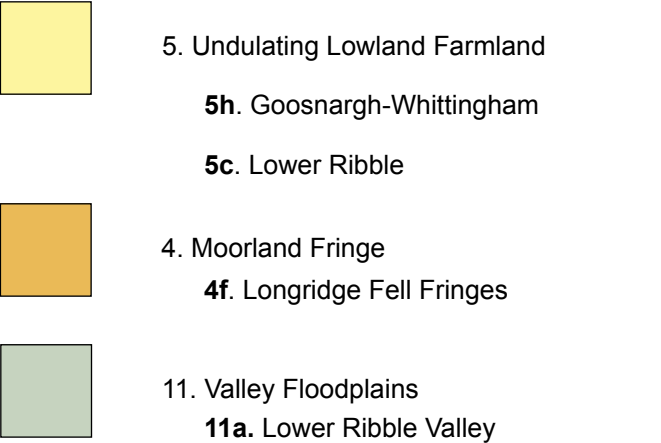 5. Undulating Lowland Farmland
5h. Goosnargh-Whittingham
5c. Lower Ribble
4. Moorland Fringe
4f. Longridge Fell Fringes
11. Valley Floodplains
11a. Lower Ribble Valley